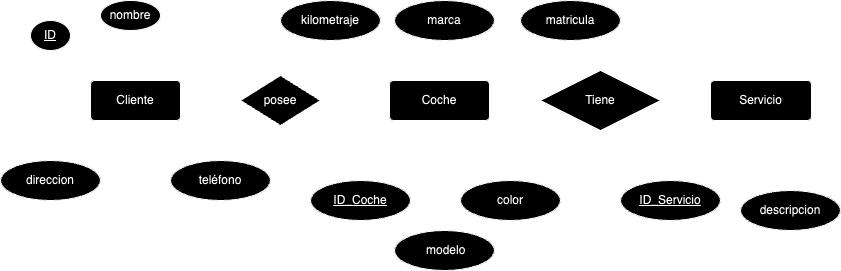 nombre
kilometraje
marca
matricula
ID
Cliente
posee
Coche
Tiene
Servicio
direccion
teléfono
ID_Coche
color
ID_Servicio
descripcion
modelo